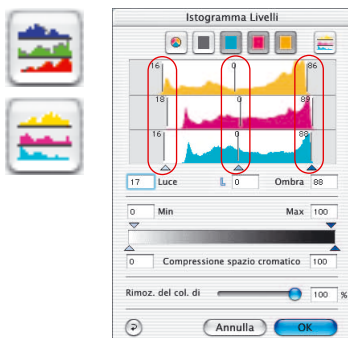 Istogramma Livelli
16 0 86
18 0 89
16 0 88
17 Luce L 0 Ombra 88
0 Min Max 100
0 Compressione spazio cromatico 100
Rimoz. del col. di 100 %
Annulla OK